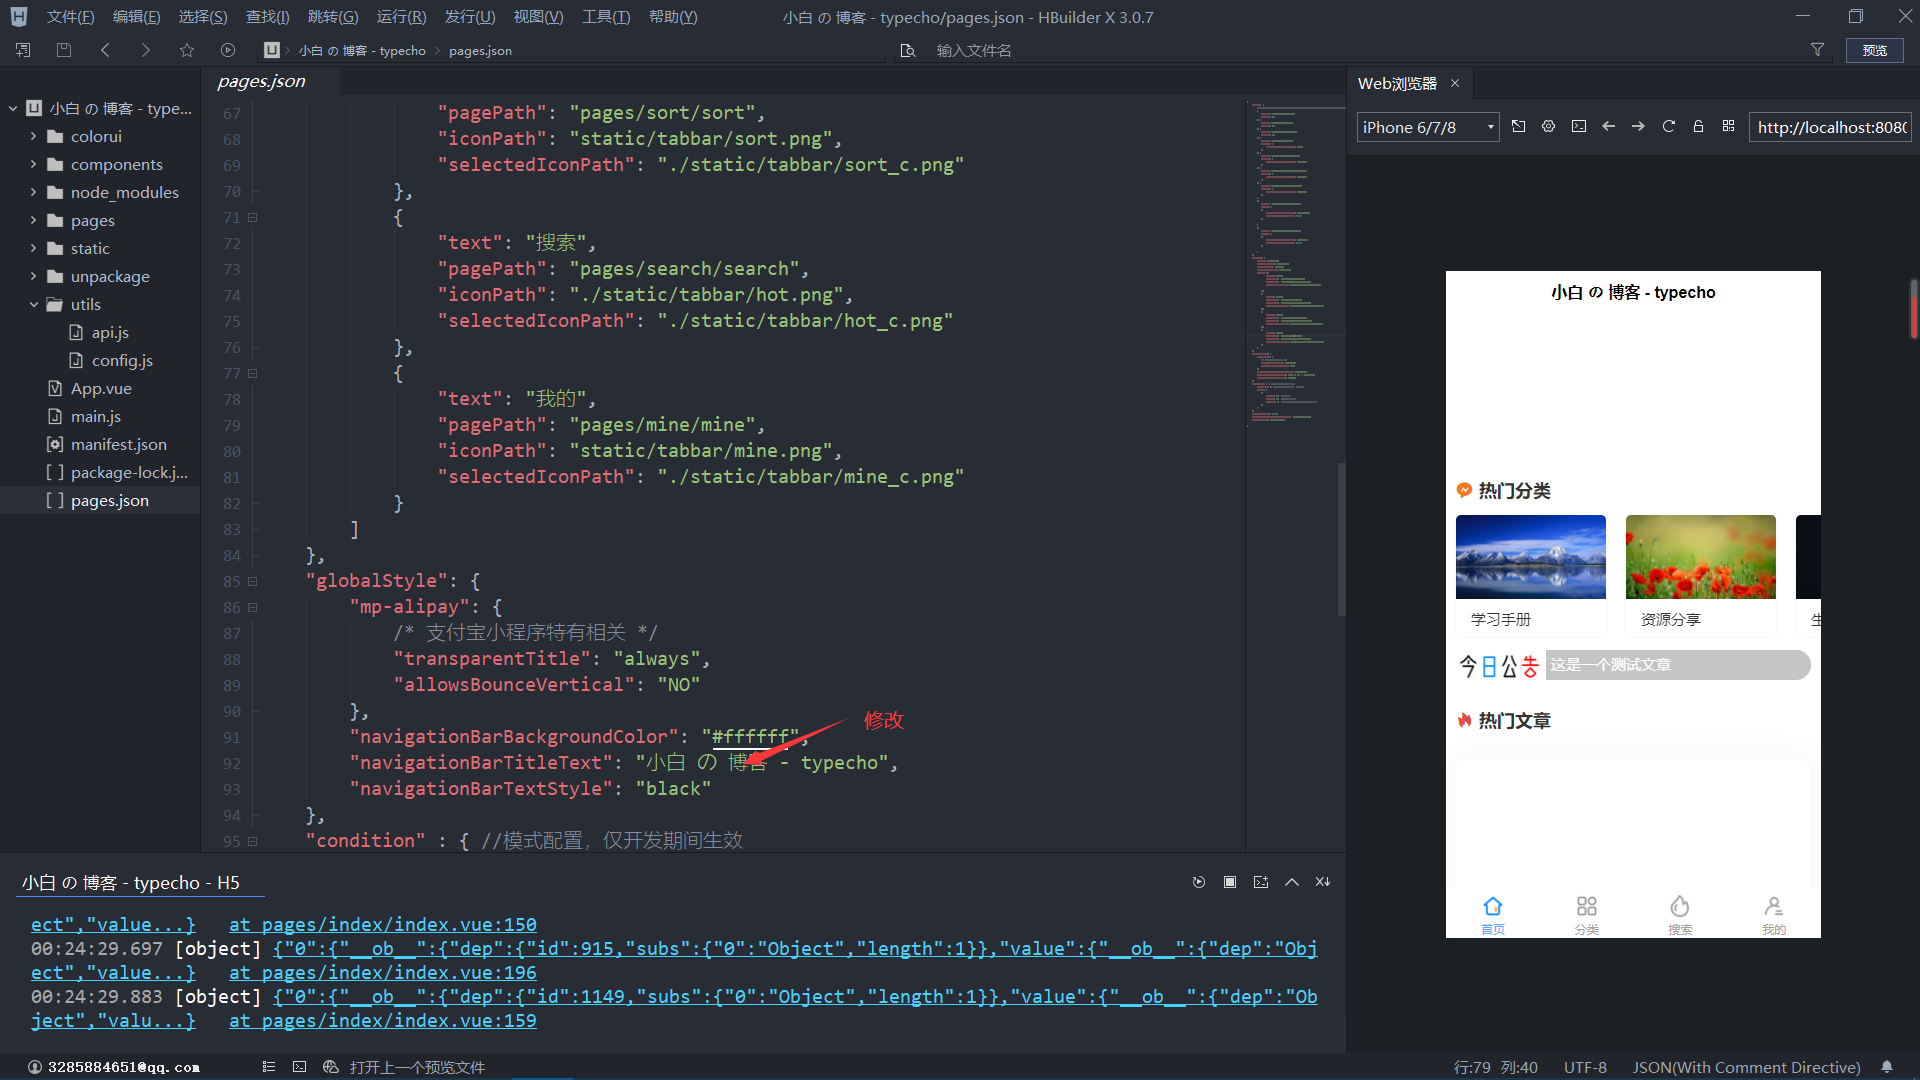 文件(F) 编辑(E) 选择(S) 查找(I) 跳转(G) 运行(R) 发行(U) 视图(V) 工具(T) 帮助(Y) 小白 の 博客 - typecho/pages.json - HBuilder X 3.0.7
小白 の 博客 - typecho pages.json 输入文件名 预览
小白 の 博客 - type...
colorui
components
node_modules
pages
static
unpackage
utils
api.js
config.js
App.vue
main.js
manifest.json
package-lock.j...
pages.json
pages.json
67 "pagePath": "pages/sort/sort",
68 "iconPath": "static/tabbar/sort.png",
69 "selectedIconPath": "./static/tabbar/sort_c.png"
70 },
71 {
72 "text": "搜索",
73 "pagePath": "pages/search/search",
74 "iconPath": "./static/tabbar/hot.png",
75 "selectedIconPath": "./static/tabbar/hot_c.png"
76 },
77 {
78 "text": "我的",
79 "pagePath": "pages/mine/mine",
80 "iconPath": "static/tabbar/mine.png",
81 "selectedIconPath": "./static/tabbar/mine_c.png"
82 }
83 ]
84 },
85 "globalStyle": {
86 "mp-alipay": {
87 /* 支付宝小程序特有相关 */
88 "transparentTitle": "always",
89 "allowsBounceVertical": "NO"
90 },
91 "navigationBarBackgroundColor": "#ffffff",
修改
92 "navigationBarTitleText": "小白 の 博客 - typecho",
93 "navigationBarTextStyle": "black"
94 },
95 "condition" : { //模式配置，仅开发期间生效
Web浏览器
iPhone 6/7/8 http://localhost:8080
小白 の 博客 - typecho
热门分类
学习手册 资源分享
今日公告 这是一个测试文章
热门文章
首页 分类 搜索 我的
小白 の 博客 - typecho - H5
ect","value...} at pages/index/index.vue:150
00:24:29.697 [object] {"0":{"__ob__":{"dep":{"id":915,"subs":{"0":"Object","length":1}},"value":{"__ob__":{"dep":"Obj
ect","value...} at pages/index/index.vue:196
00:24:29.883 [object] {"0":{"__ob__":{"dep":{"id":1149,"subs":{"0":"Object","length":1}},"value":{"__ob__":{"dep":"Ob
ject","valu...} at pages/index/index.vue:159
3285884651@qq.com 打开上一个预览文件 行:79 列:40 UTF-8 JSON(With Comment Directive)